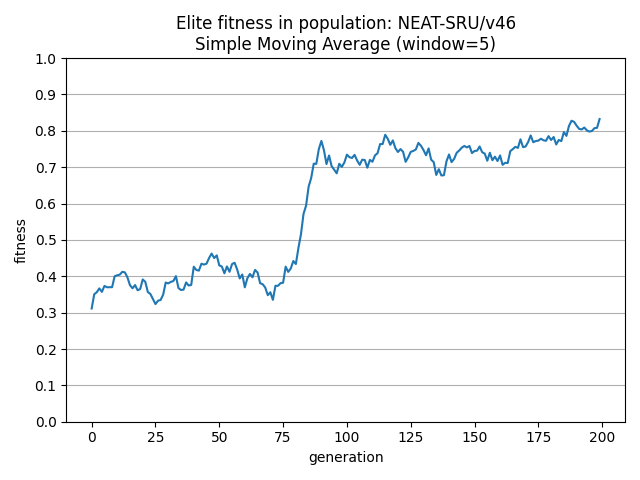 Elite fitness in population: NEAT-SRU/v46
Simple Moving Average (window=5)
1.0
0.9
0.8
0.7
0.6
0.5
0.4
0.3
0.2
0.1
0.0
fitness
0 25 50 75 100 125 150 175 200
generation